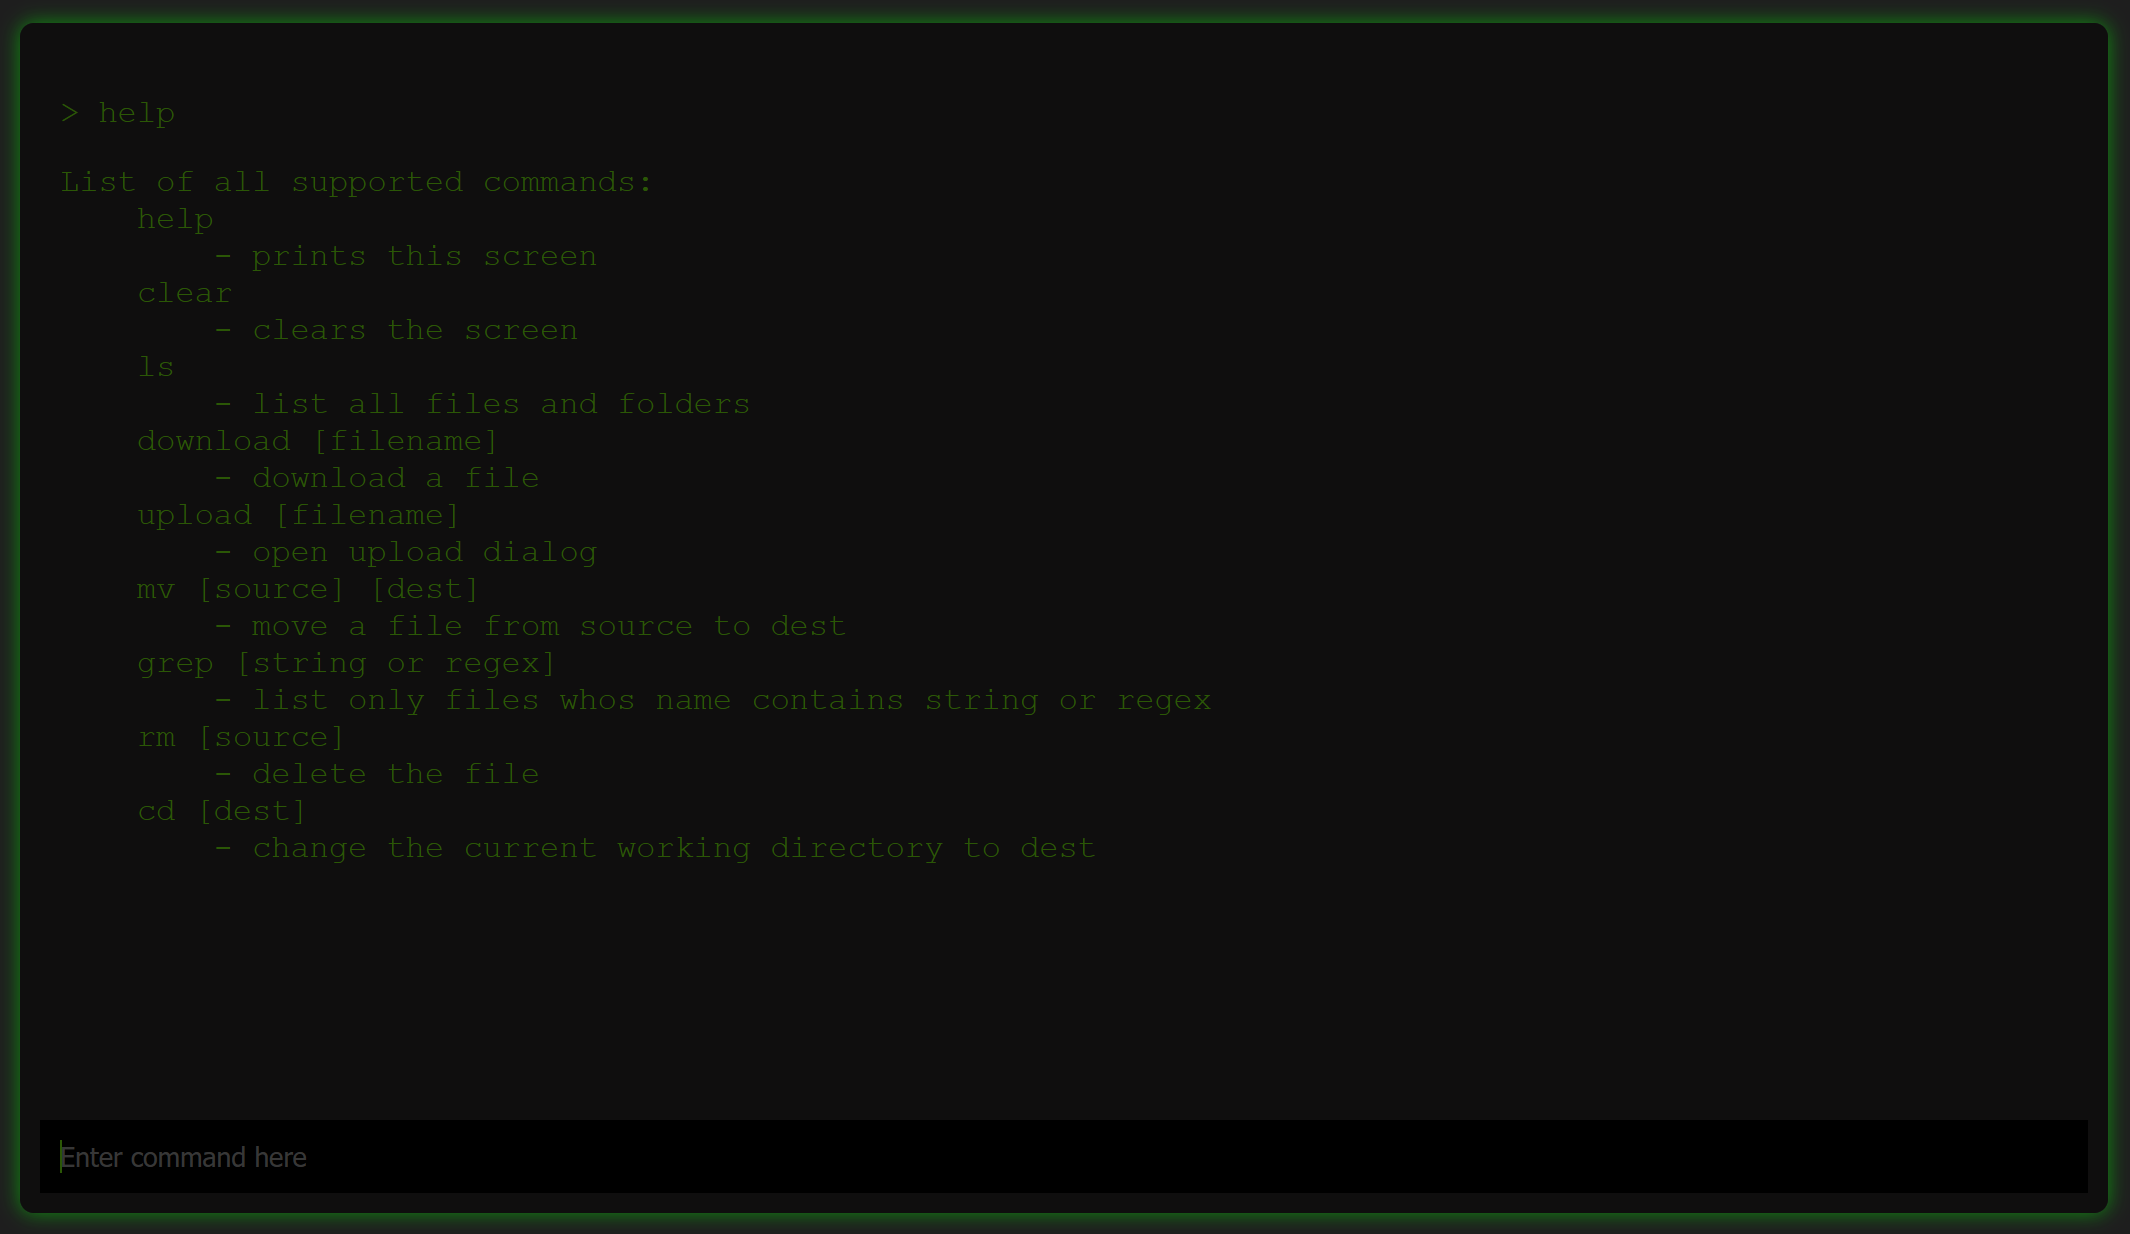 > help
List of all supported commands:
help
- prints this screen
clear
- clears the screen
ls
- list all files and folders
download [filename]
- download a file
upload [filename]
- open upload dialog
mv [source] [dest]
- move a file from source to dest
grep [string or regex]
- list only files whos name contains string or regex
rm [source]
- delete the file
cd [dest]
- change the current working directory to dest
Enter command here